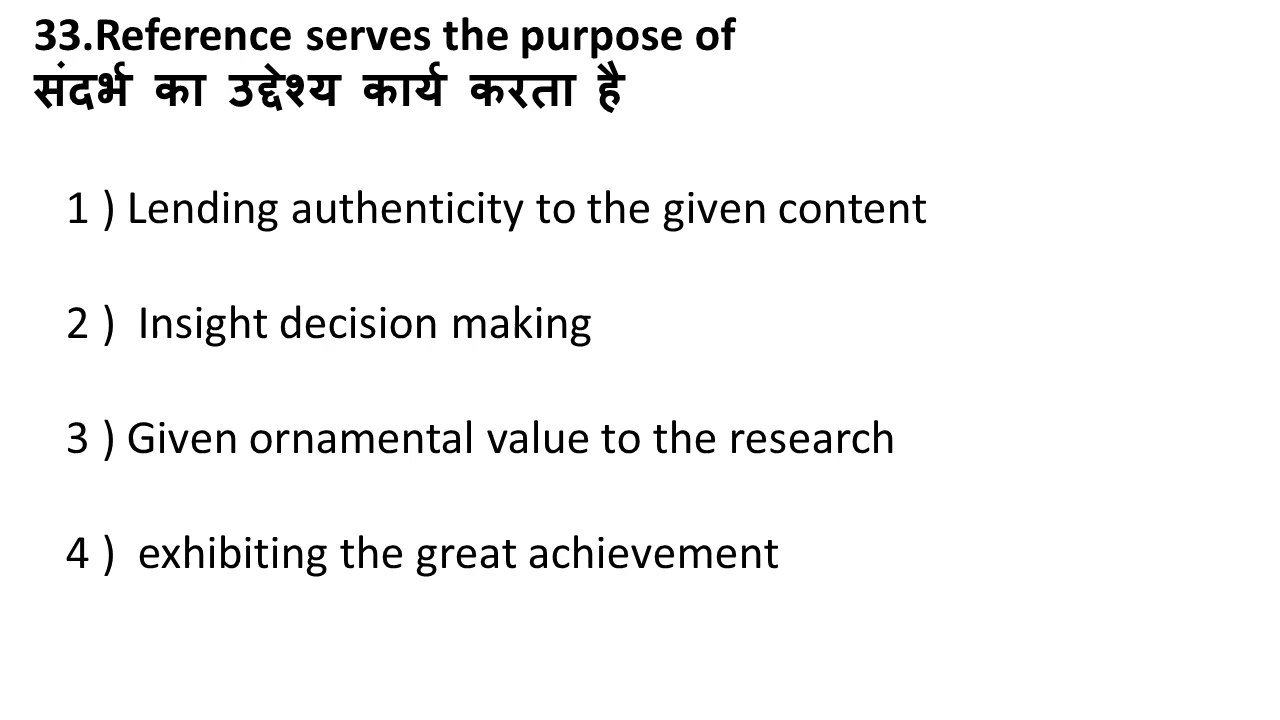 33.Reference serves the purpose of
संदर्भ का उद्देश्य कार्य करता है
1 ) Lending authenticity to the given content
2 ) Insight decision making
3 ) Given ornamental value to the research
4 ) exhibiting the great achievement